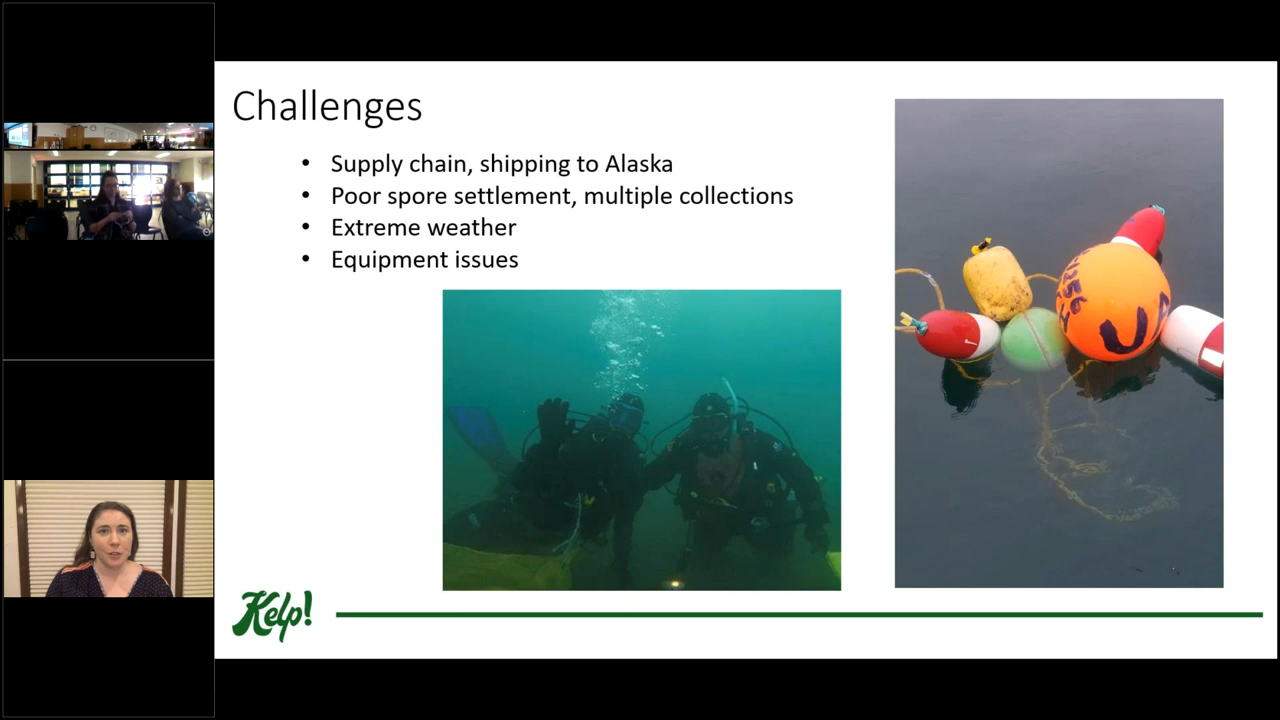 Challenges
• Supply chain, shipping to Alaska
• Poor spore settlement, multiple collections
• Extreme weather
• Equipment issues
Kelp!